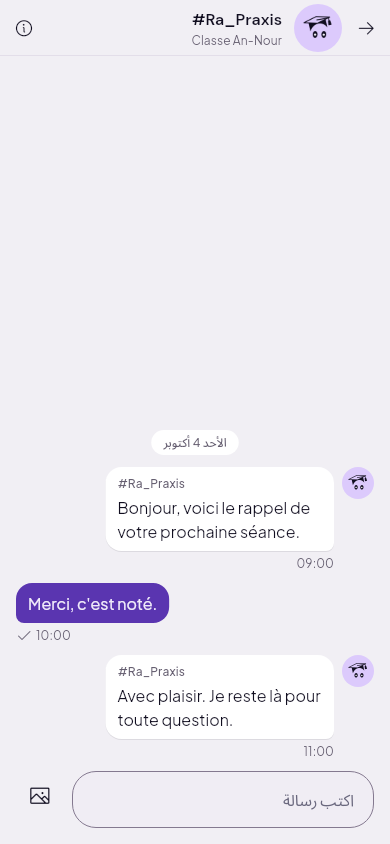 #Ra_Praxis
Classe An-Nour
الأحد 4 أكتوبر
#Ra_Praxis
Bonjour, voici le rappel de
votre prochaine séance.
09:00
Merci, c'est noté.
10:00
#Ra_Praxis
Avec plaisir. Je reste là pour
toute question.
11:00
اكتب رسالة